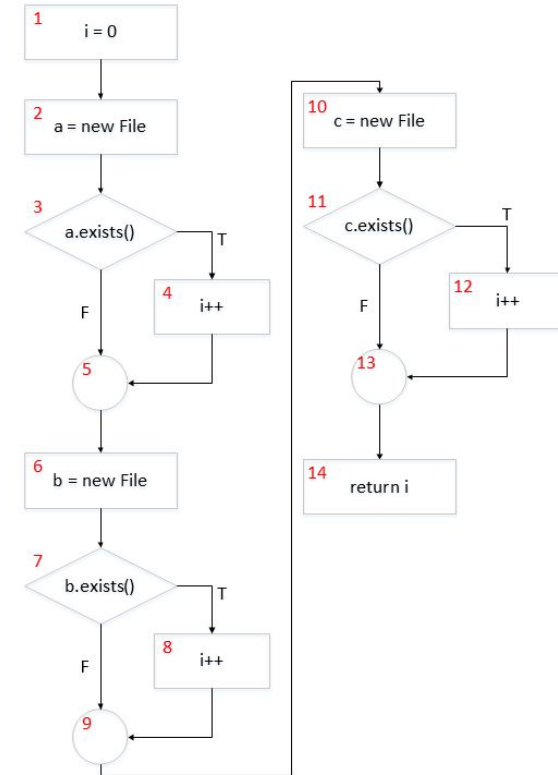 1
i = 0
2
a = new File
3
a.exists()
T
4
i++
F
5
6
b = new File
7
b.exists()
T
8
i++
F
9
10
c = new File
11
c.exists()
T
12
i++
F
13
14
return i